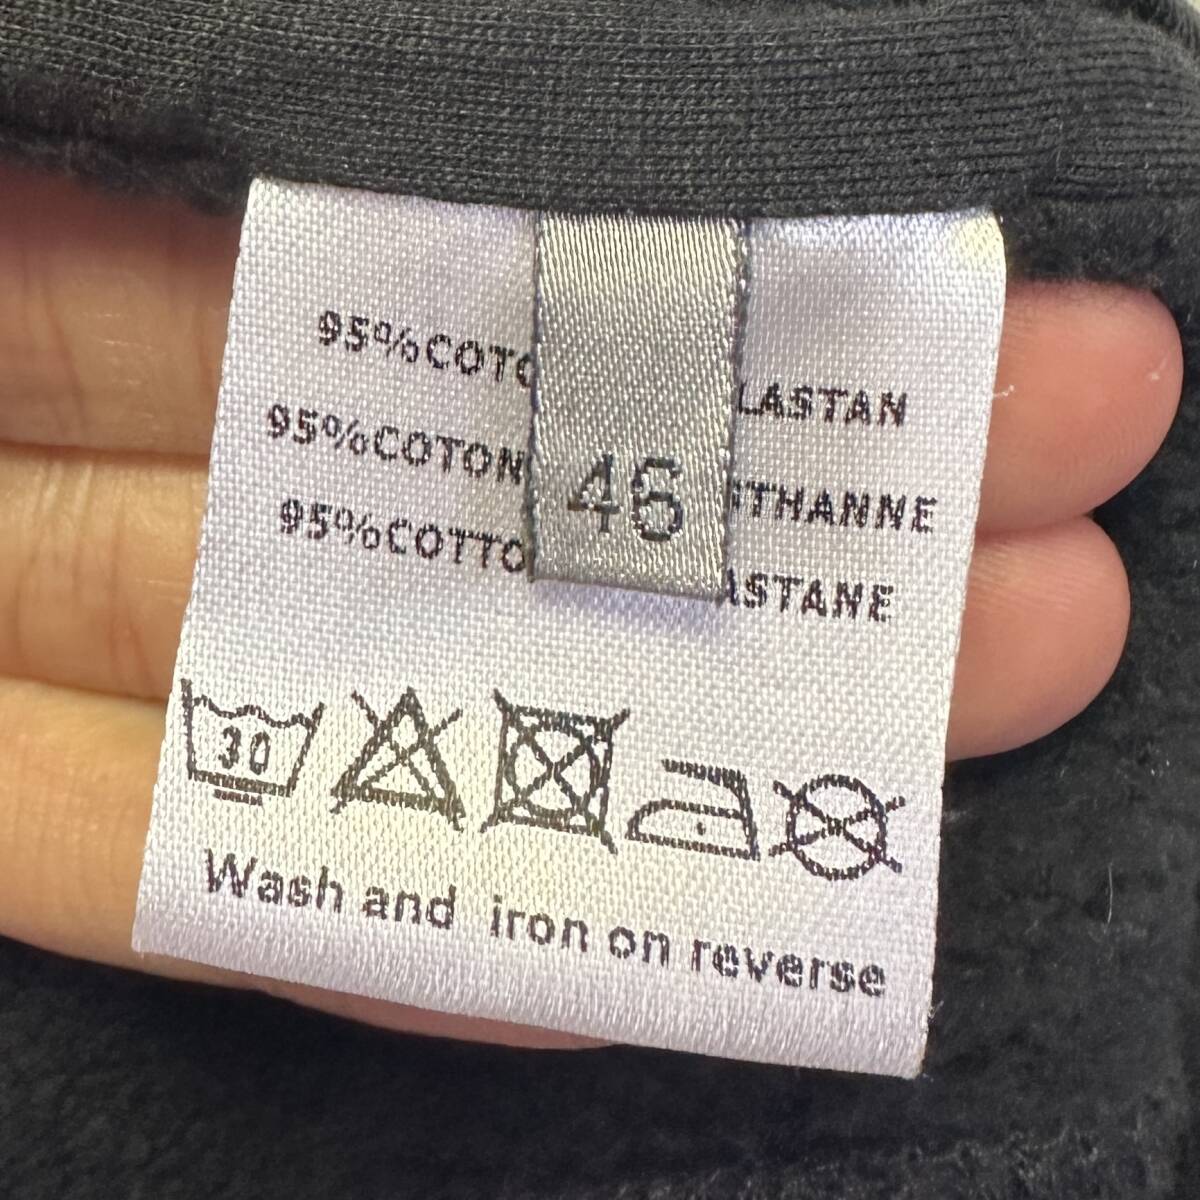 95%COTO LASTAN
95%COTON THANNE
46
95%COTTO ASTANE
30
Wash and iron on reverse